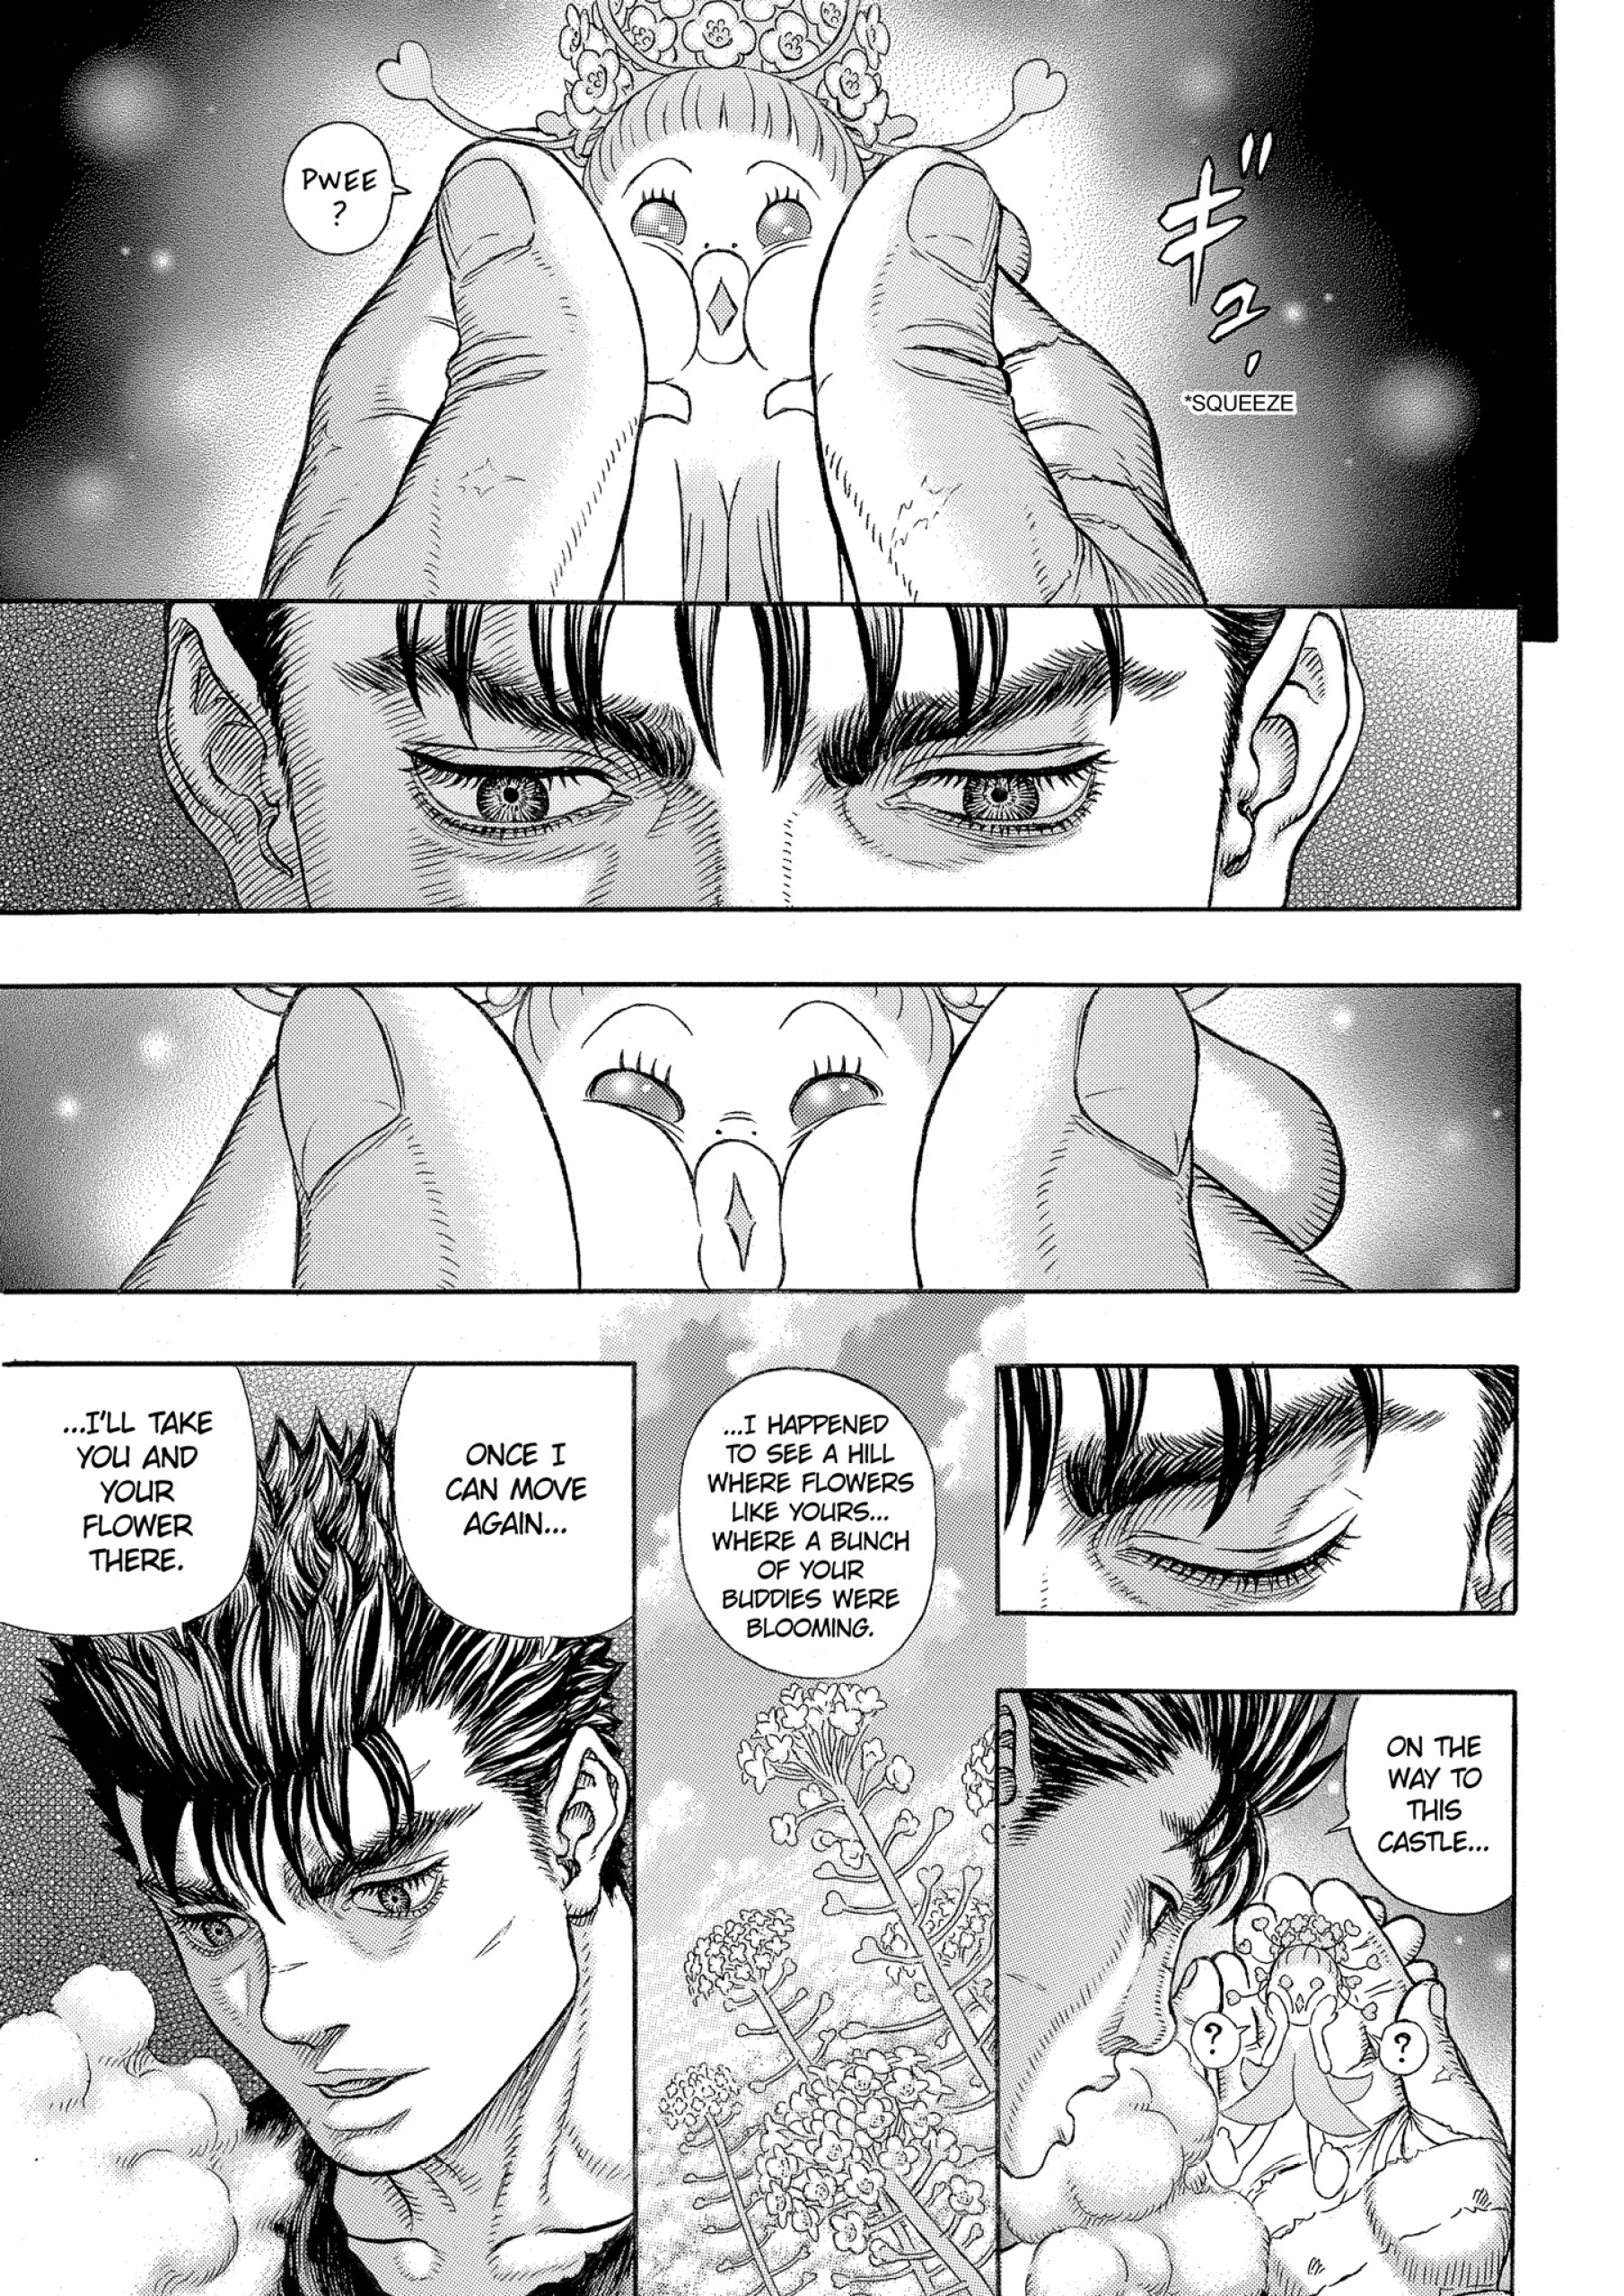 PWEE
?
ギュ
*SQUEEZE
ON THE
WAY TO
THIS
CASTLE...
?
?
...I HAPPENED
TO SEE A HILL
WHERE FLOWERS
LIKE YOURS...
WHERE A BUNCH
OF YOUR
BUDDIES WERE
BLOOMING.
ONCE I
CAN MOVE
AGAIN...
...I'LL TAKE
YOU AND
YOUR
FLOWER
THERE.